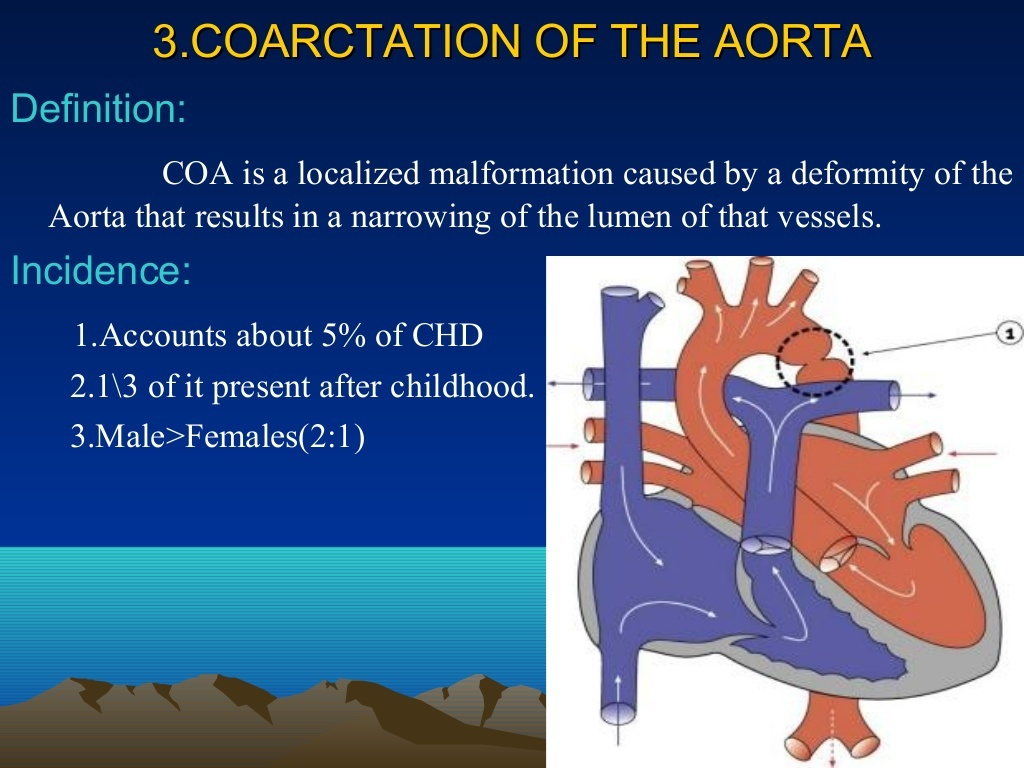 3.COARCTATION OF THE AORTA
Definition:
COA is a localized malformation caused by a deformity of the
Aorta that results in a narrowing of the lumen of that vessels.
Incidence:
1.Accounts about 5% of CHD
2.1\3 of it present after childhood.
3.Male>Females(2:1)
1